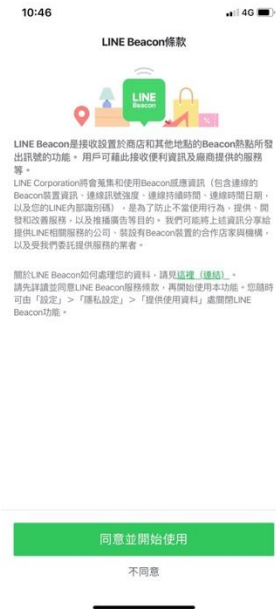 10:46
4G
LINE Beacon條款
LINE
Beacon
LINE Beacon是接收設置於商店和其他地點的Beacon熱點所發
出訊號的功能。用戶可藉此接收便利資訊及廠商提供的服務
等。
LINE Corporation將會蒐集和使用Beacon感應資訊（包含連線的
Beacon裝置資訊、連線訊號強度、連線持續時間、連線時間日期，
以及您的LINE內部識別碼），是為了防止不當使用行為，提供、開
發和改善服務，以及推播廣告等目的。我們可能將上述資訊分享給
提供LINE相關服務的公司、裝設有Beacon裝置的合作店家與機構，
以及受我們委託提供服務的業者。
關於LINE Beacon如何處理您的資料，請見這裡（連結）。
請先詳讀並同意LINE Beacon服務條款，再開始使用本功能。您隨時
可由「設定」＞「隱私設定」＞「提供使用資料」處關閉LINE
Beacon功能。
同意並開始使用
不同意